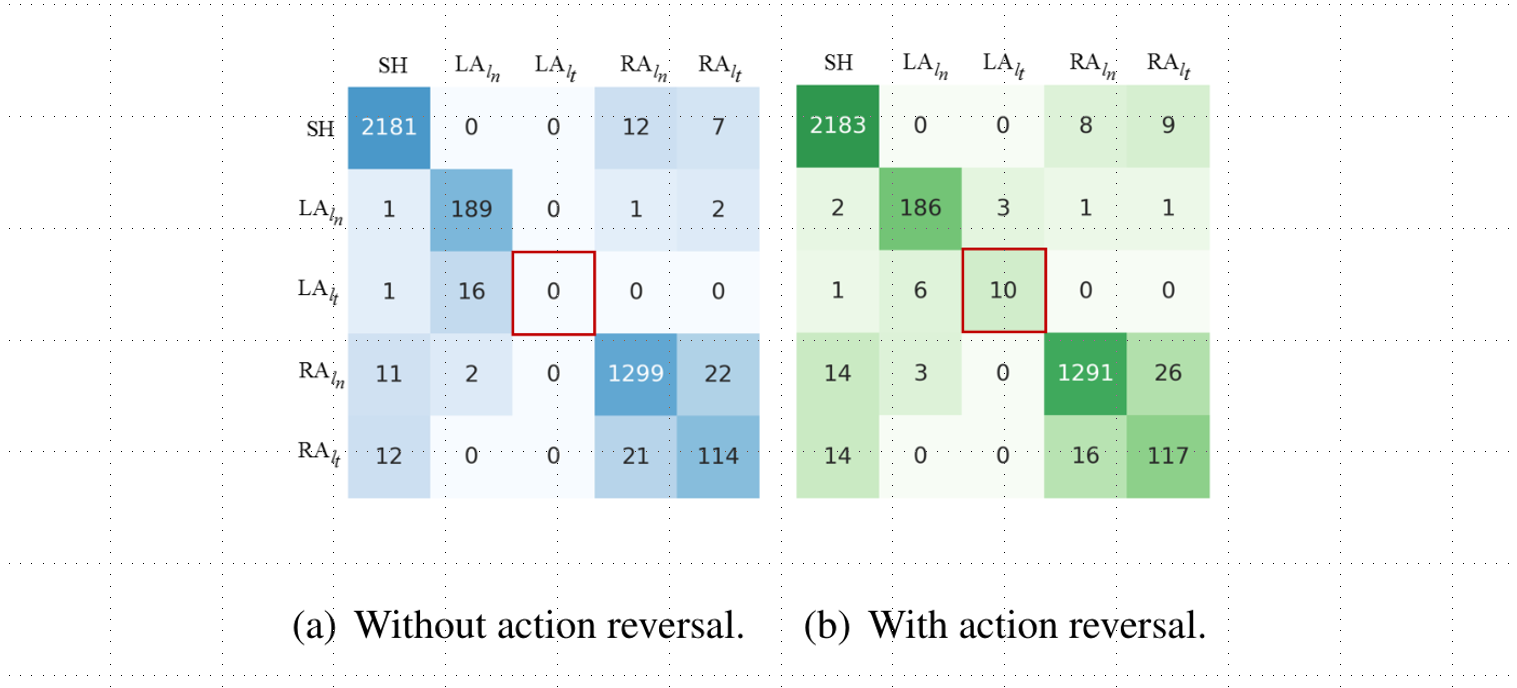 SH LA_{l_n} LA_{l_t} RA_{l_n} RA_{l_t}
SH 2181 0 0 12 7
LA_{l_n} 1 189 0 1 2
LA_{l_t} 1 16 0 0 0
RA_{l_n} 11 2 0 1299 22
RA_{l_t} 12 0 0 21 114
(a) Without action reversal.
SH LA_{l_n} LA_{l_t} RA_{l_n} RA_{l_t}
2183 0 0 8 9
2 186 3 1 1
1 6 10 0 0
14 3 0 1291 26
14 0 0 16 117
(b) With action reversal.